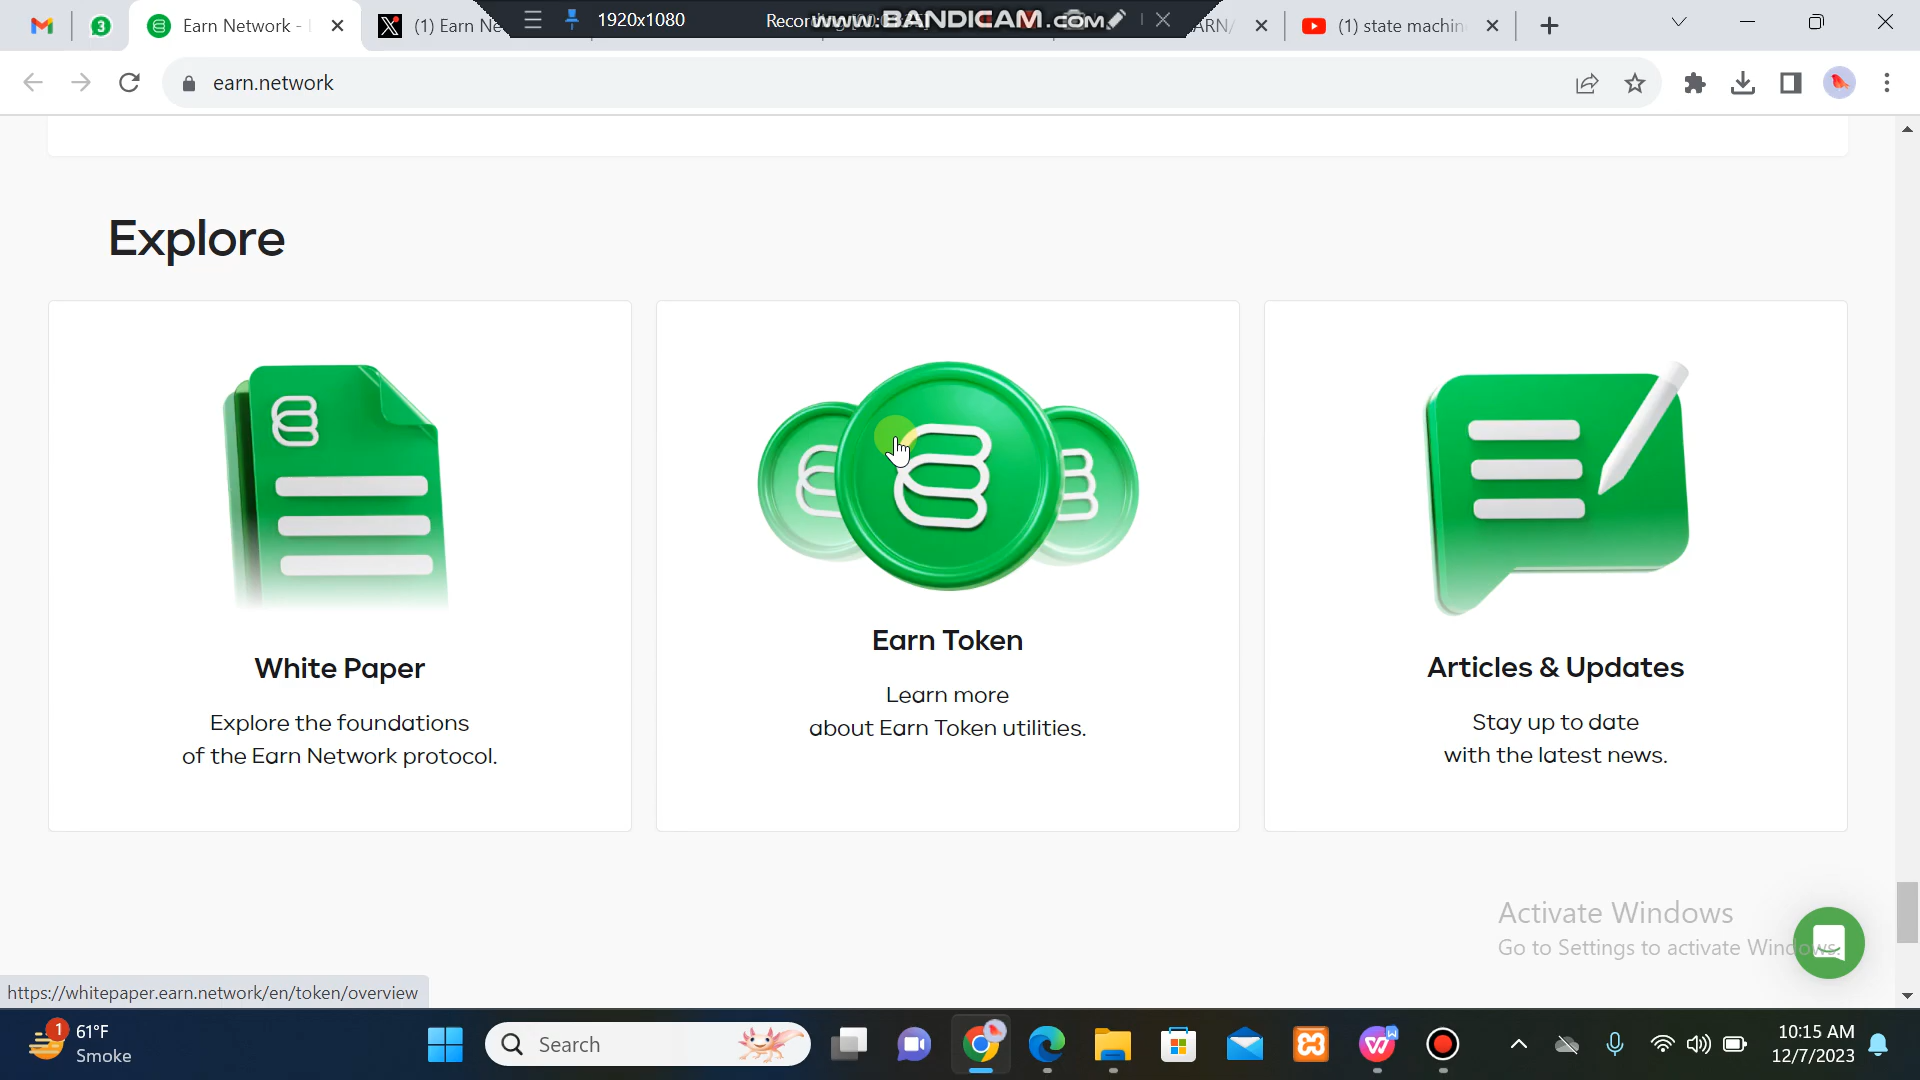 Earn Network -
(1) Earn Ne
1920x1080
www.BANDICAM.com
ARN/
(1) state machin
earn.network
Explore
White Paper
Explore the foundations
of the Earn Network protocol.
Earn Token
Learn more
about Earn Token utilities.
Articles & Updates
Stay up to date
with the latest news.
Activate Windows
Go to Settings to activate Windows.
https://whitepaper.earn.network/en/token/overview
1
61°F
Smoke
Search
10:15 AM
12/7/2023
3